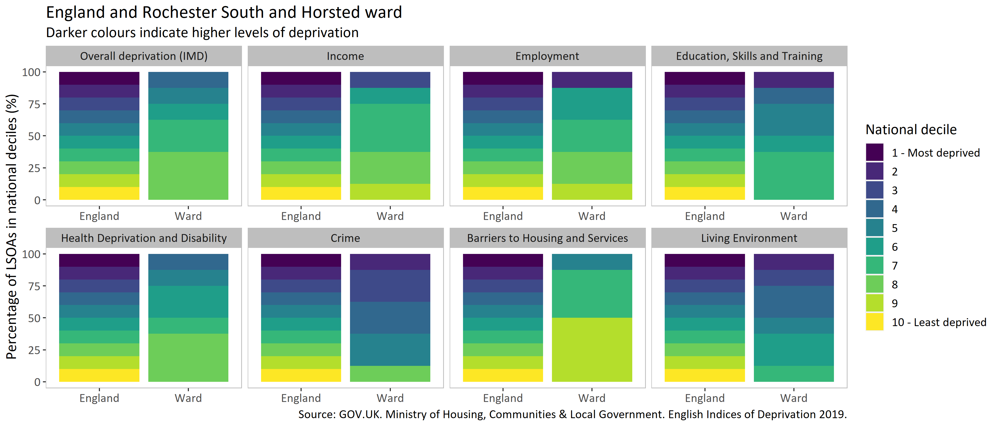 England and Rochester South and Horsted ward
Darker colours indicate higher levels of deprivation
Percentage of LSOAs in national deciles (%)
Overall deprivation (IMD)
Income
Employment
Education, Skills and Training
100
75
50
25
0
England
Ward
England
Ward
England
Ward
England
Ward
Health Deprivation and Disability
Crime
Barriers to Housing and Services
Living Environment
100
75
50
25
0
England
Ward
England
Ward
England
Ward
England
Ward
National decile
1 - Most deprived
2
3
4
5
6
7
8
9
10 - Least deprived
Source: GOV.UK. Ministry of Housing, Communities & Local Government. English Indices of Deprivation 2019.